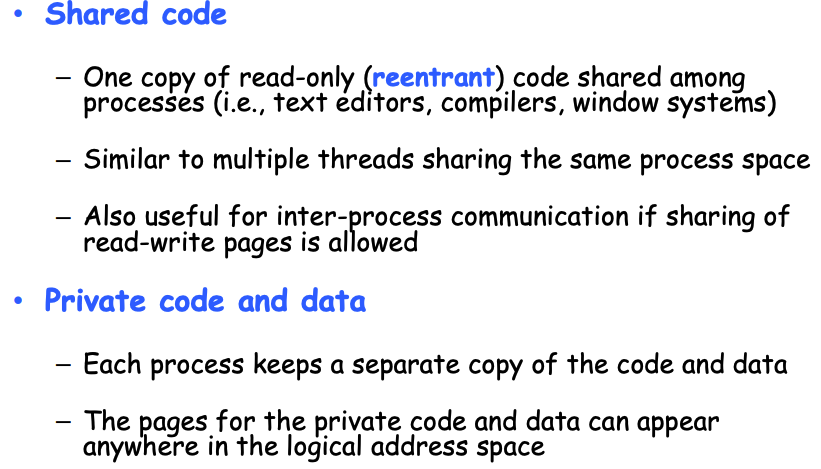 • Shared code
– One copy of read-only (reentrant) code shared among
processes (i.e., text editors, compilers, window systems)
– Similar to multiple threads sharing the same process space
– Also useful for inter-process communication if sharing of
read-write pages is allowed
• Private code and data
– Each process keeps a separate copy of the code and data
– The pages for the private code and data can appear
anywhere in the logical address space